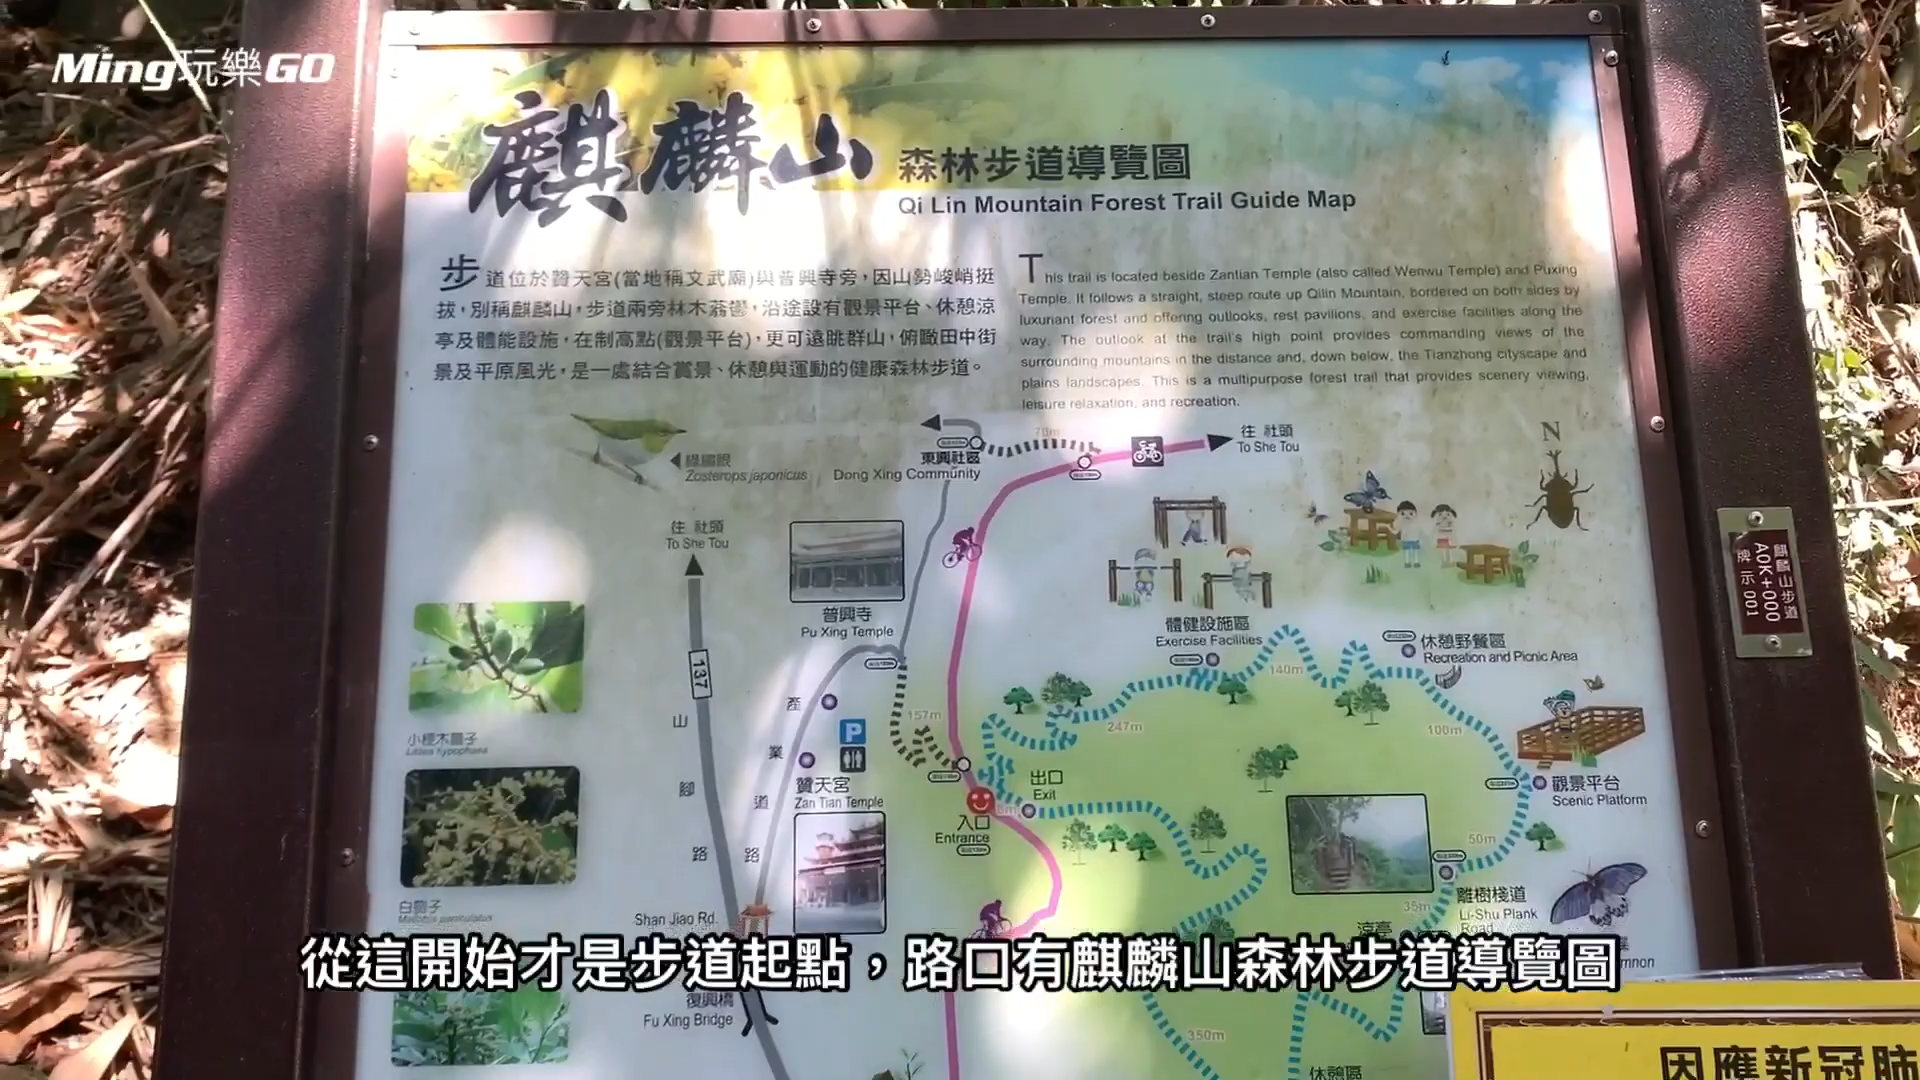 Ming玩樂GO
麒麟山
森林步道導覽圖
Qi Lin Mountain Forest Trail Guide Map
步道位於贊天宮(當地稱文武廟)與普興寺旁，因山勢峻峭挺
拔，別稱麒麟山，步道兩旁林木蓊鬱，沿途設有觀景平台、休憩涼
亭及體能設施，在制高點(觀景平台)，更可遠眺群山，俯瞰田中街
景及平原風光，是一處結合賞景、休憩與運動的健康森林步道。
This trail is located beside Zantian Temple (also called Wenwu Temple) and Puxing
Temple. It follows a straight, steep route up Qilin Mountain, bordered on both sides by
luxuriant forest and offering outlooks, rest pavilions, and exercise facilities along the
way. The outlook at the trail's high point provides commanding views of the
surrounding mountains in the distance and, down below, the Tianzhong cityscape and
plains landscapes. This is a multipurpose forest trail that provides scenery viewing,
leisure relaxation, and recreation.
綠繡眼
Zosterops japonicus
東興社區
Dong Xing Community
70m
往 社頭
To She Tou
N
往 社頭
To She Tou
普興寺
Pu Xing Temple
體健設施區
Exercise Facilities
休憩野餐區
Recreation and Picnic Area
140m
137
山腳路
產業道路
157m
247m
100m
P
贊天宮
Zan Tian Temple
出口
Exit
入口
Entrance
觀景平台
Scenic Platform
50m
小梗木薑子
Litsea hypophaea
離樹棧道
Li-Shu Plank
Road
35m
涼亭
白匏子
Mallotus paniculatus
Shan Jiao Rd.
復興橋
Fu Xing Bridge
350m
休憩區
麒麟山步道
A0K+000
牌示001
從這開始才是步道起點，路口有麒麟山森林步道導覽圖
因應新冠肺